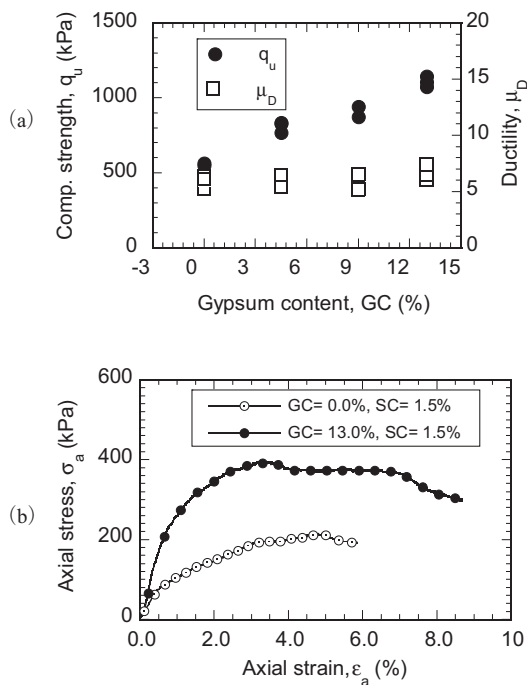 (a)
Comp. strength, q_u (kPa)
1500
1000
500
0
q_u
μ_D
20
15
10
5
0
Ductility, μ_D
-3 0 3 6 9 12 15
Gypsum content, GC (%)
(b)
Axial stress, σ_a (kPa)
600
400
200
0
GC= 0.0%, SC= 1.5%
GC= 13.0%, SC= 1.5%
0.0 2.0 4.0 6.0 8.0 10
Axial strain, ε_a (%)